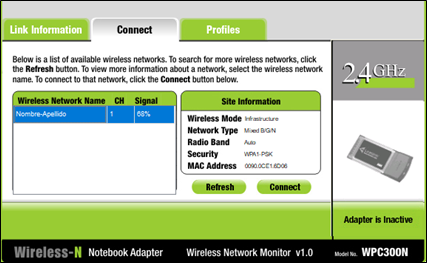 Link Information
Connect
Profiles
Below is a list of available wireless networks. To search for more wireless networks, click
the Refresh button. To view more information about a network, select the wireless network
name. To connect to that network, click the Connect button below.
Wireless Network Name CH Signal
Nombre-Apellido 1 68%
Site Information
Wireless Mode Infrastructure
Network Type Mixed B/G/N
Radio Band Auto
Security WPA1-PSK
MAC Address 0090.0CE1.6D06
Refresh
Connect
2.4GHz
Adapter is Inactive
Wireless-N Notebook Adapter Wireless Network Monitor v1.0 Model No. WPC300N